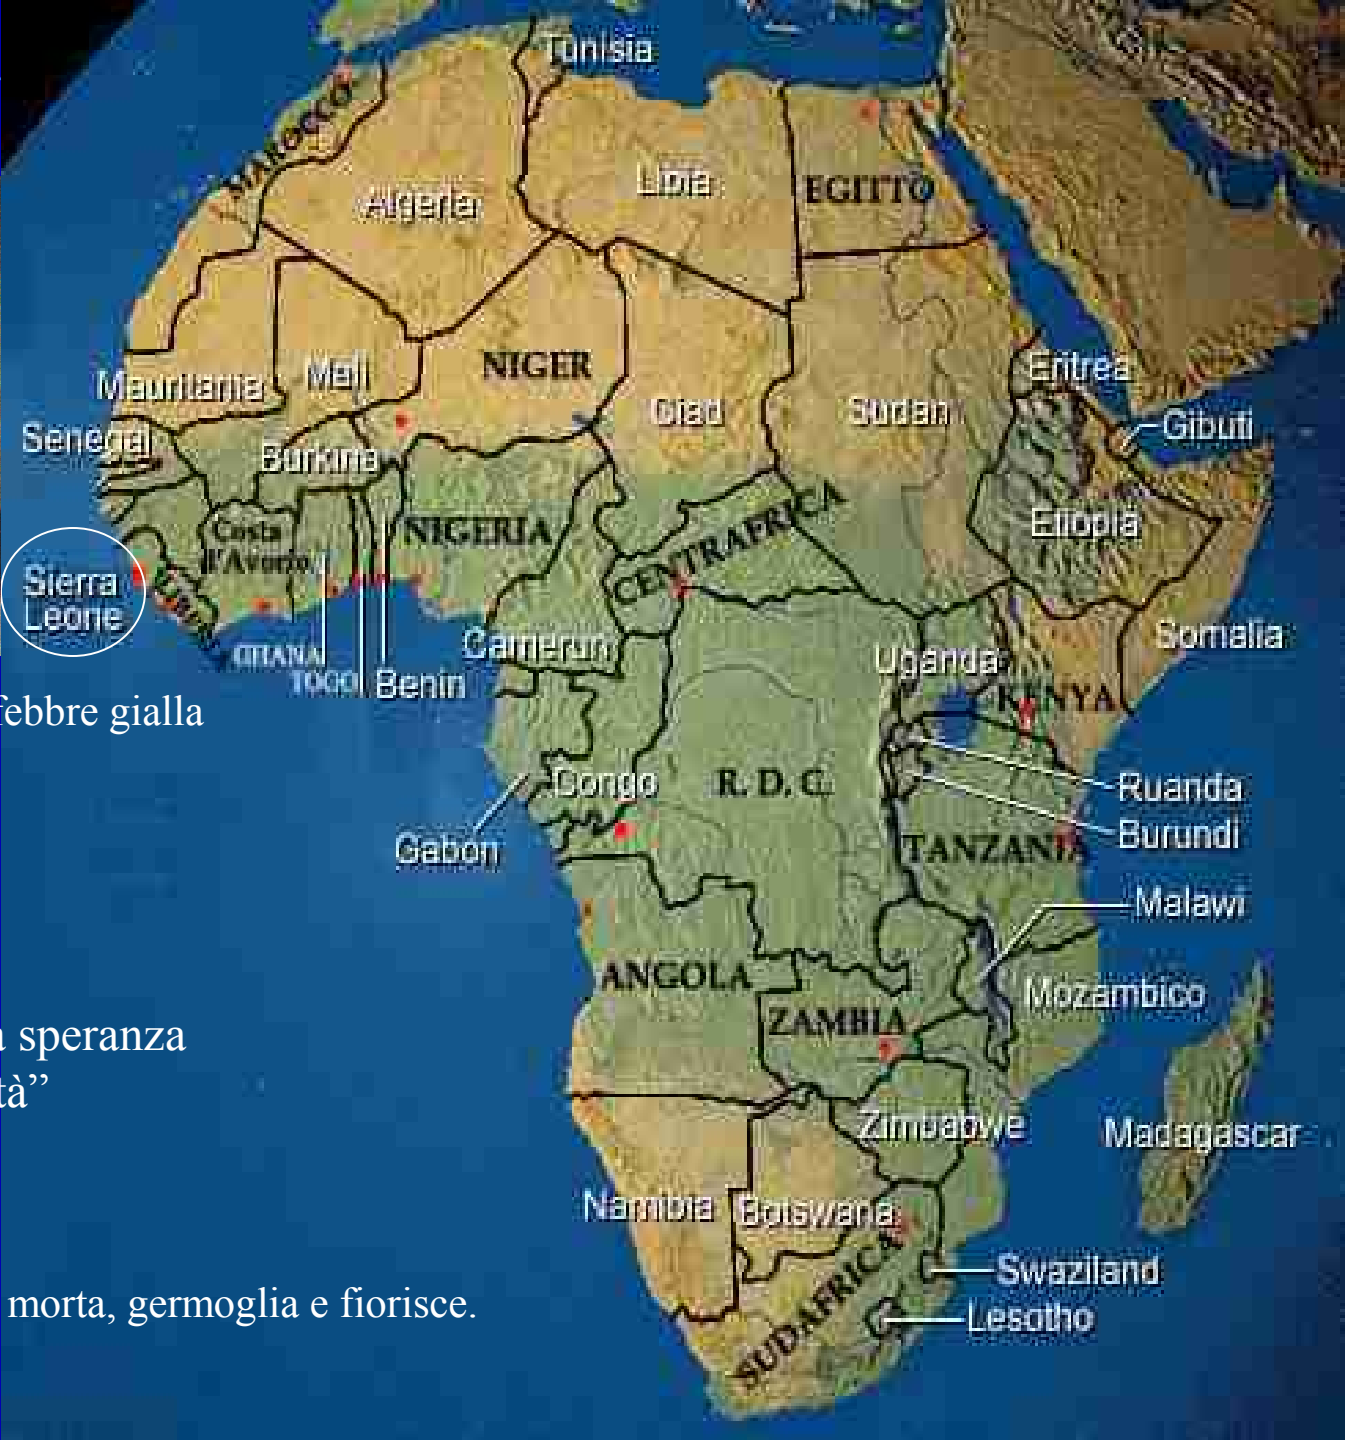 Tunisia
MAROCCO
Algeria
Libia
EGITTO
Mauritania
Mali
NIGER
Ciad
Sudan
Eritrea
Gibuti
Senegal
Burkina
NIGERIA
CENTRAFRICA
Etiopia
Costa
d'Avorio
Sierra
Leone
GHANA
TOGO
Benin
Camerun
Uganda
KENYA
Somalia
febbre gialla
Gabon
Congo
R. D. C.
Ruanda
Burundi
TANZANIA
Malawi
ANGOLA
ZAMBIA
Mozambico
speranza
tà”
Zimbabwe
Madagascar
Namibia
Botswana
SUDAFRICA
Swaziland
Lesotho
morta, germoglia e fiorisce.